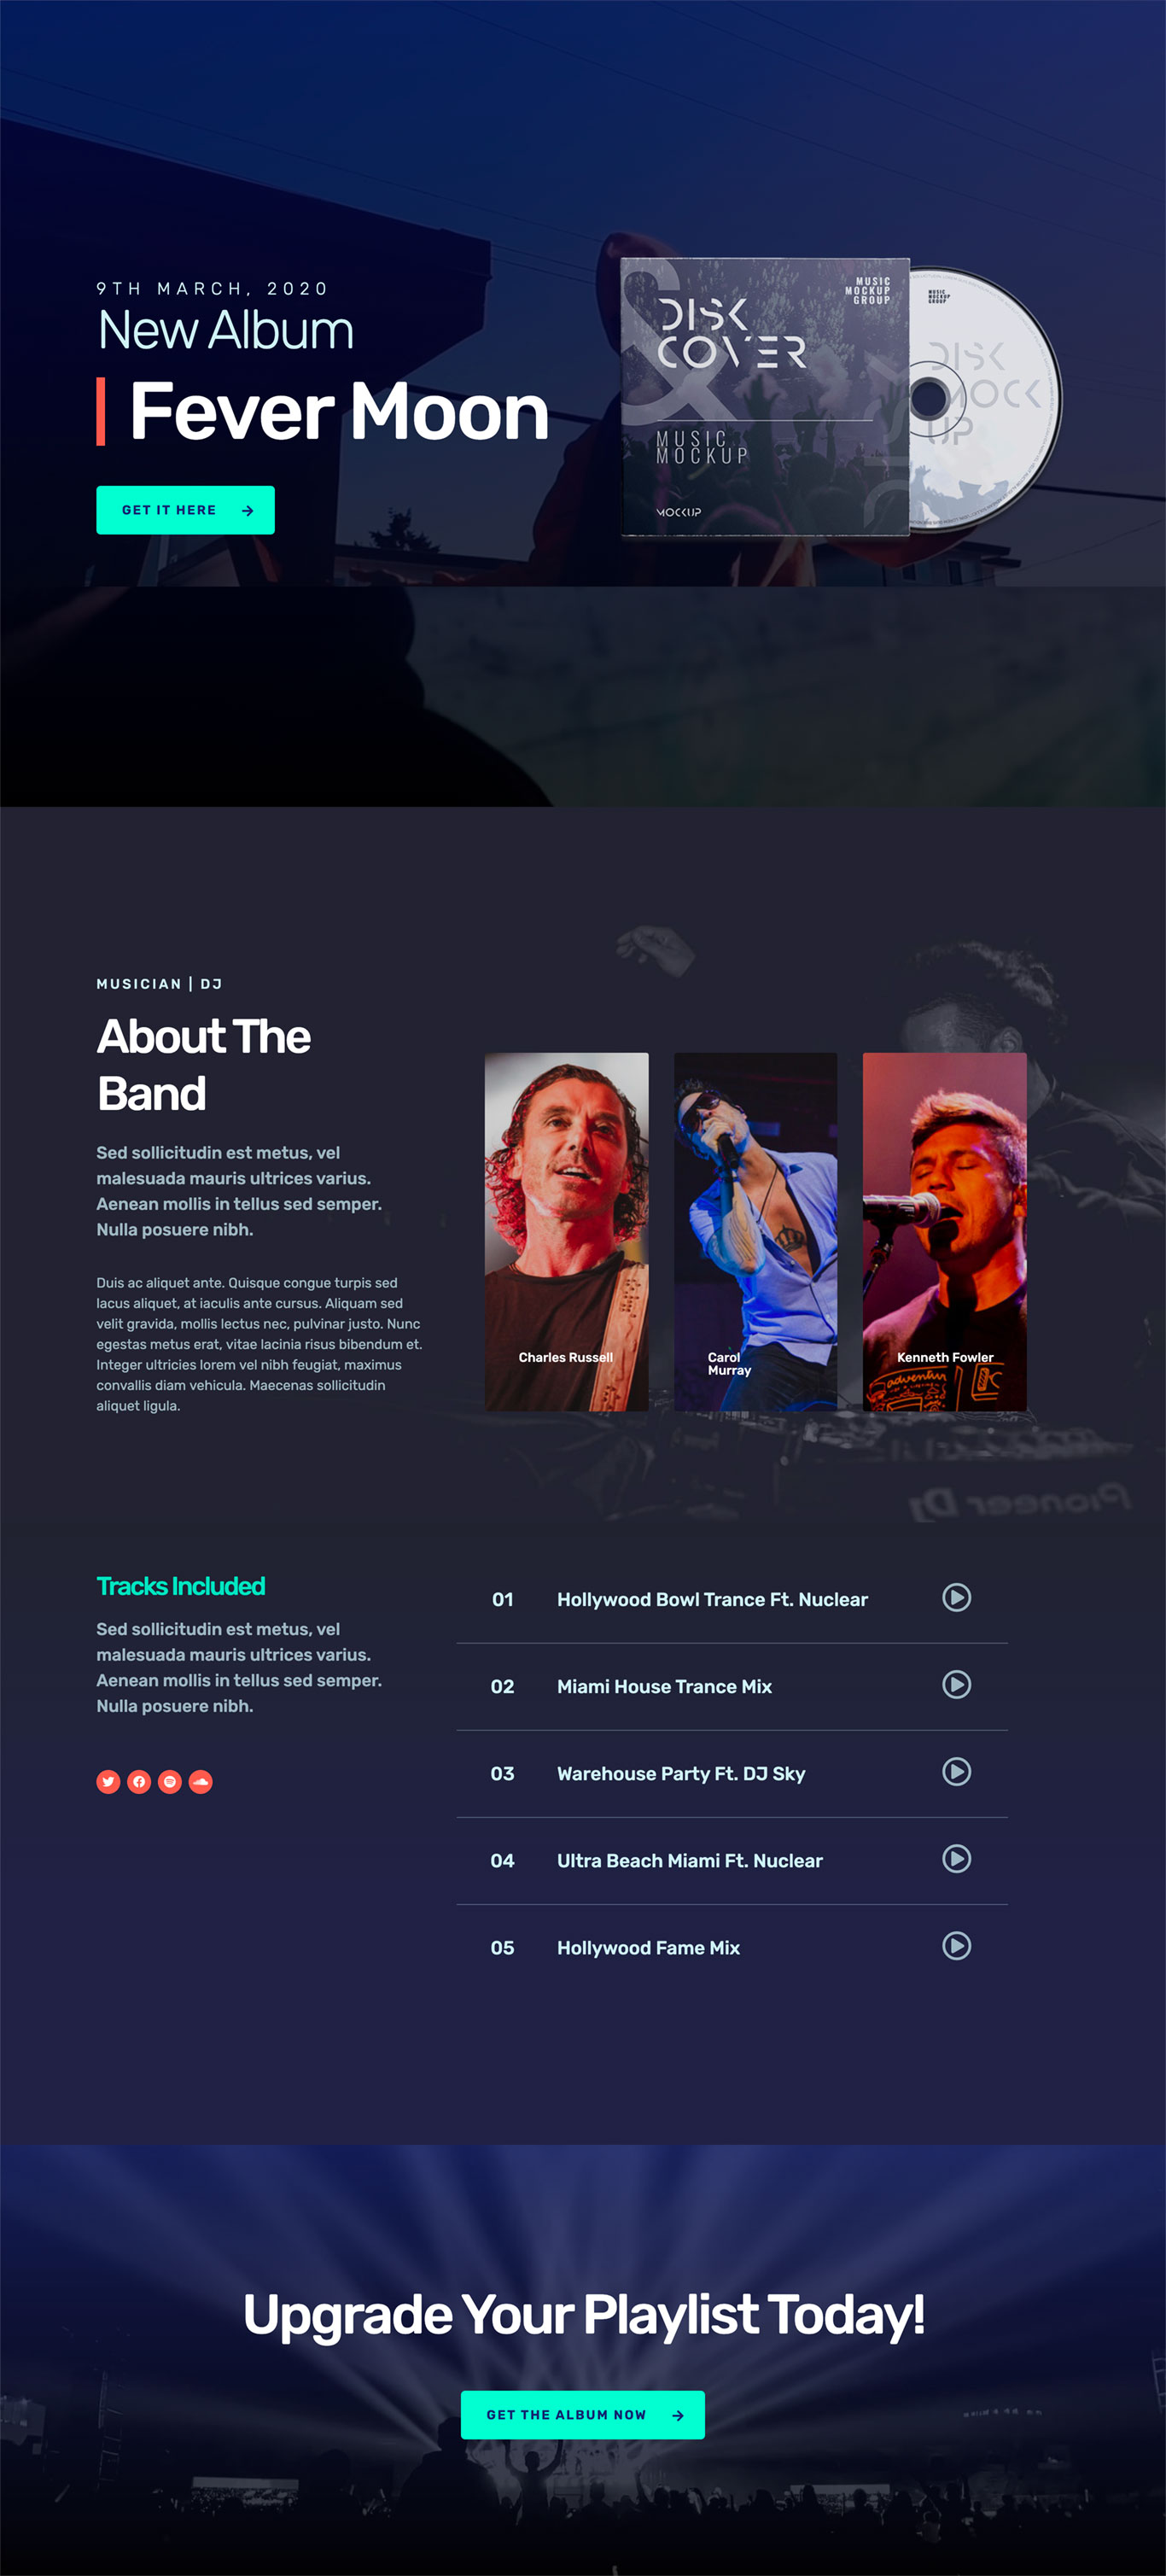 9TH MARCH, 2020
New Album
Fever Moon
GET IT HERE
MUSIC
MOCKUP
GROUP
DISK
COVER
&
MUSIC
MOCKUP
MOCKUP
MUSIC
MOCKUP
GROUP
DISK
MOCK
UP
MUSICIAN | DJ
About The
Band
Sed sollicitudin est metus, vel
malesuada mauris ultrices varius.
Aenean mollis in tellus sed semper.
Nulla posuere nibh.
Duis ac aliquet ante. Quisque congue turpis sed
lacus aliquet, at iaculis ante cursus. Aliquam sed
velit gravida, mollis lectus nec, pulvinar justo. Nunc
egestas metus erat, vitae lacinia risus bibendum et.
Integer ultricies lorem vel nibh feugiat, maximus
convallis diam vehicula. Maecenas sollicitudin
aliquet ligula.
Charles Russell
Carol
Murray
Kenneth Fowler
adventur
Pioneer Dj
Tracks Included
Sed sollicitudin est metus, vel
malesuada mauris ultrices varius.
Aenean mollis in tellus sed semper.
Nulla posuere nibh.
01 Hollywood Bowl Trance Ft. Nuclear
02 Miami House Trance Mix
03 Warehouse Party Ft. DJ Sky
04 Ultra Beach Miami Ft. Nuclear
05 Hollywood Fame Mix
Upgrade Your Playlist Today!
GET THE ALBUM NOW